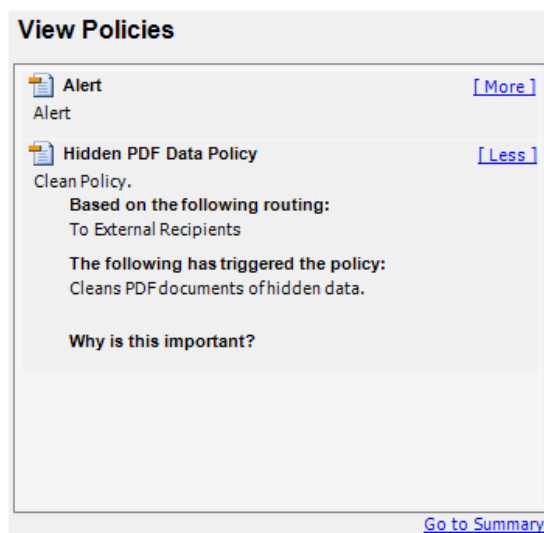 View Policies
Alert [ More ]
Alert
Hidden PDF Data Policy [ Less ]
Clean Policy.
Based on the following routing:
To External Recipients
The following has triggered the policy:
Cleans PDF documents of hidden data.
Why is this important?
Go to Summary